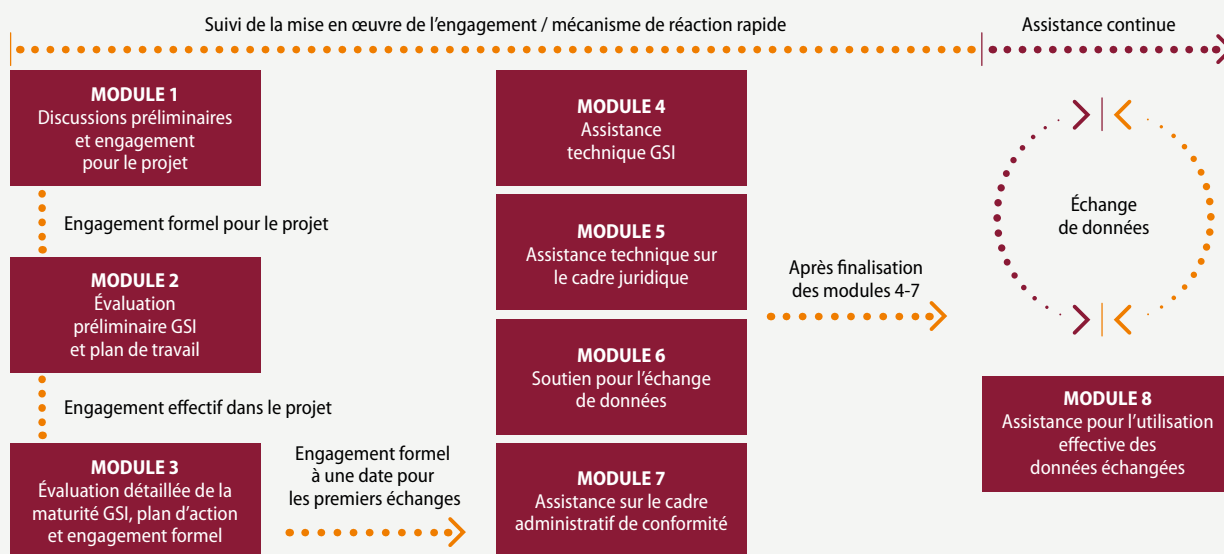 Suivi de la mise en œuvre de l'engagement / mécanisme de réaction rapide
Assistance continue
MODULE 1
Discussions préliminaires
et engagement
pour le projet
Engagement formel pour le projet
MODULE 2
Évaluation
préliminaire GSI
et plan de travail
Engagement effectif dans le projet
MODULE 3
Évaluation détaillée de la
maturité GSI, plan d'action
et engagement formel
Engagement formel
à une date pour
les premiers échanges
MODULE 4
Assistance
technique GSI
MODULE 5
Assistance technique sur
le cadre juridique
MODULE 6
Soutien pour l'échange
de données
MODULE 7
Assistance sur le cadre
administratif de conformité
Après finalisation
des modules 4-7
Échange
de données
MODULE 8
Assistance pour l'utilisation
effective des
données échangées